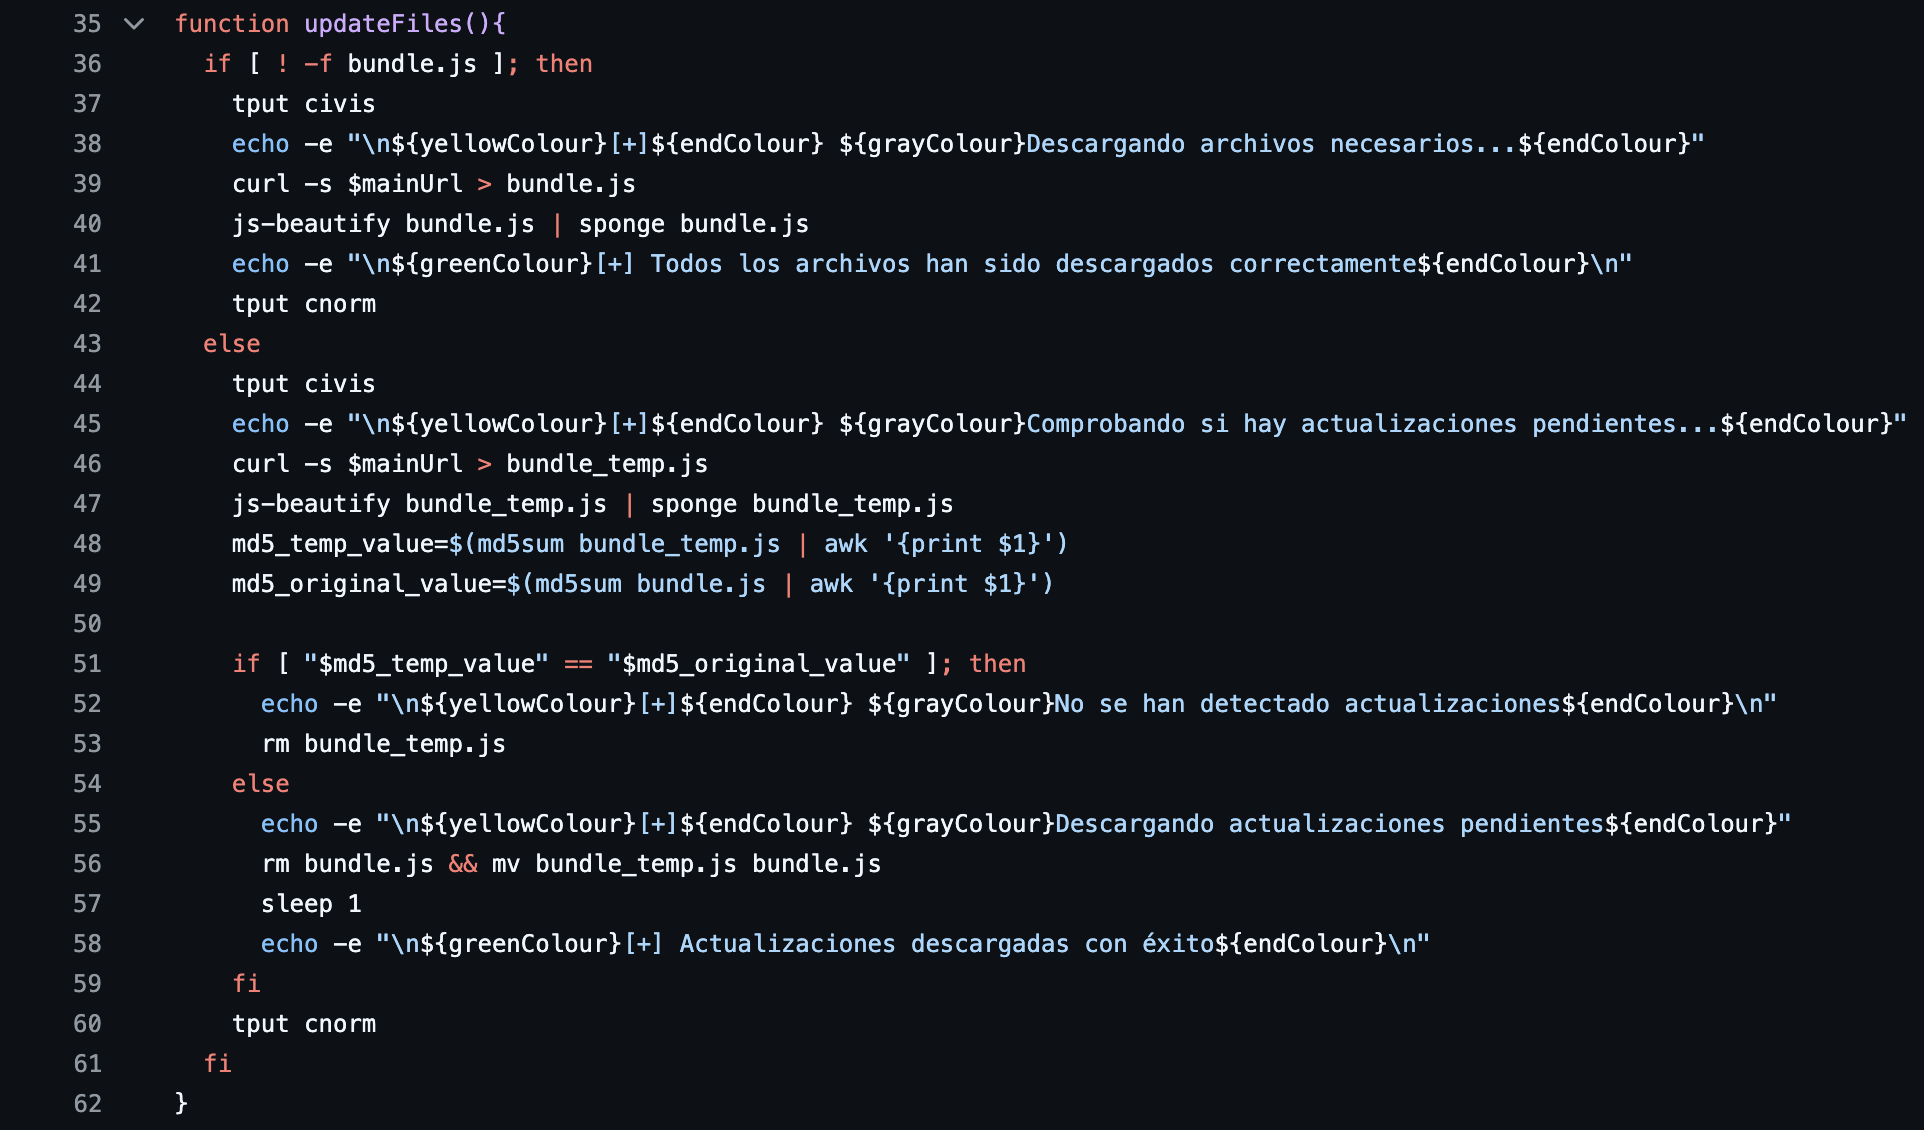 35 function updateFiles(){
36   if [ ! -f bundle.js ]; then
37     tput civis
38     echo -e "\n${yellowColour}[+]${endColour} ${grayColour}Descargando archivos necesarios...${endColour}"
39     curl -s $mainUrl > bundle.js
40     js-beautify bundle.js | sponge bundle.js
41     echo -e "\n${greenColour}[+] Todos los archivos han sido descargados correctamente${endColour}\n"
42     tput cnorm
43   else
44     tput civis
45     echo -e "\n${yellowColour}[+]${endColour} ${grayColour}Comprobando si hay actualizaciones pendientes...${endColour}"
46     curl -s $mainUrl > bundle_temp.js
47     js-beautify bundle_temp.js | sponge bundle_temp.js
48     md5_temp_value=$(md5sum bundle_temp.js | awk '{print $1}')
49     md5_original_value=$(md5sum bundle.js | awk '{print $1}')
50
51     if [ "$md5_temp_value" == "$md5_original_value" ]; then
52       echo -e "\n${yellowColour}[+]${endColour} ${grayColour}No se han detectado actualizaciones${endColour}\n"
53       rm bundle_temp.js
54     else
55       echo -e "\n${yellowColour}[+]${endColour} ${grayColour}Descargando actualizaciones pendientes${endColour}"
56       rm bundle.js && mv bundle_temp.js bundle.js
57       sleep 1
58       echo -e "\n${greenColour}[+] Actualizaciones descargadas con éxito${endColour}\n"
59     fi
60     tput cnorm
61   fi
62 }